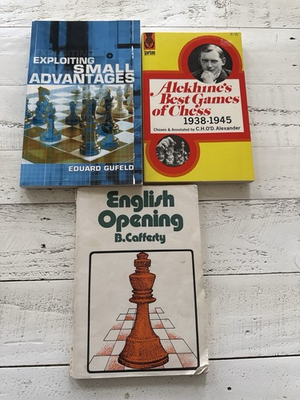 EXPLOITING
EXPLOITING
SMALL
ADVANTAGES
EDUARD GUFELD
Alekhine's
Best Games
of Chess
1938-1945
Chosen & Annotated by C.H.O'D. Alexander
English
Opening
B.Cafferty